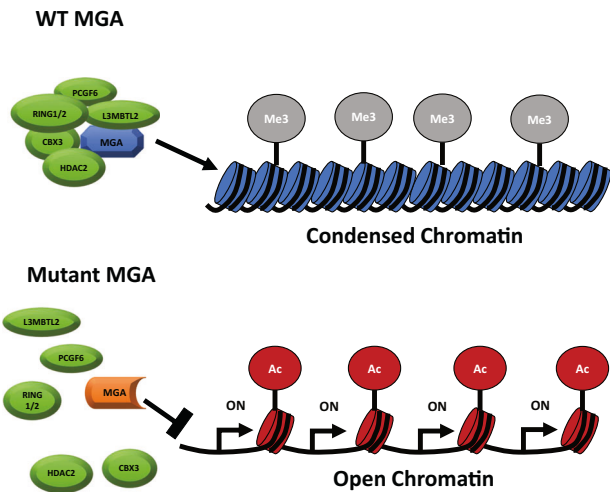 WT MGA
PCGF6
RING1/2
L3MBTL2
CBX3
MGA
HDAC2
Me3
Me3
Me3
Me3
Condensed Chromatin
Mutant MGA
L3MBTL2
PCGF6
RING
1/2
MGA
HDAC2
CBX3
Ac
Ac
Ac
Ac
ON
ON
ON
ON
Open Chromatin